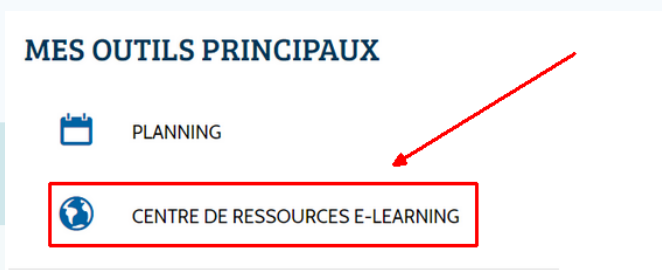 MES OUTILS PRINCIPAUX
PLANNING
CENTRE DE RESSOURCES E-LEARNING